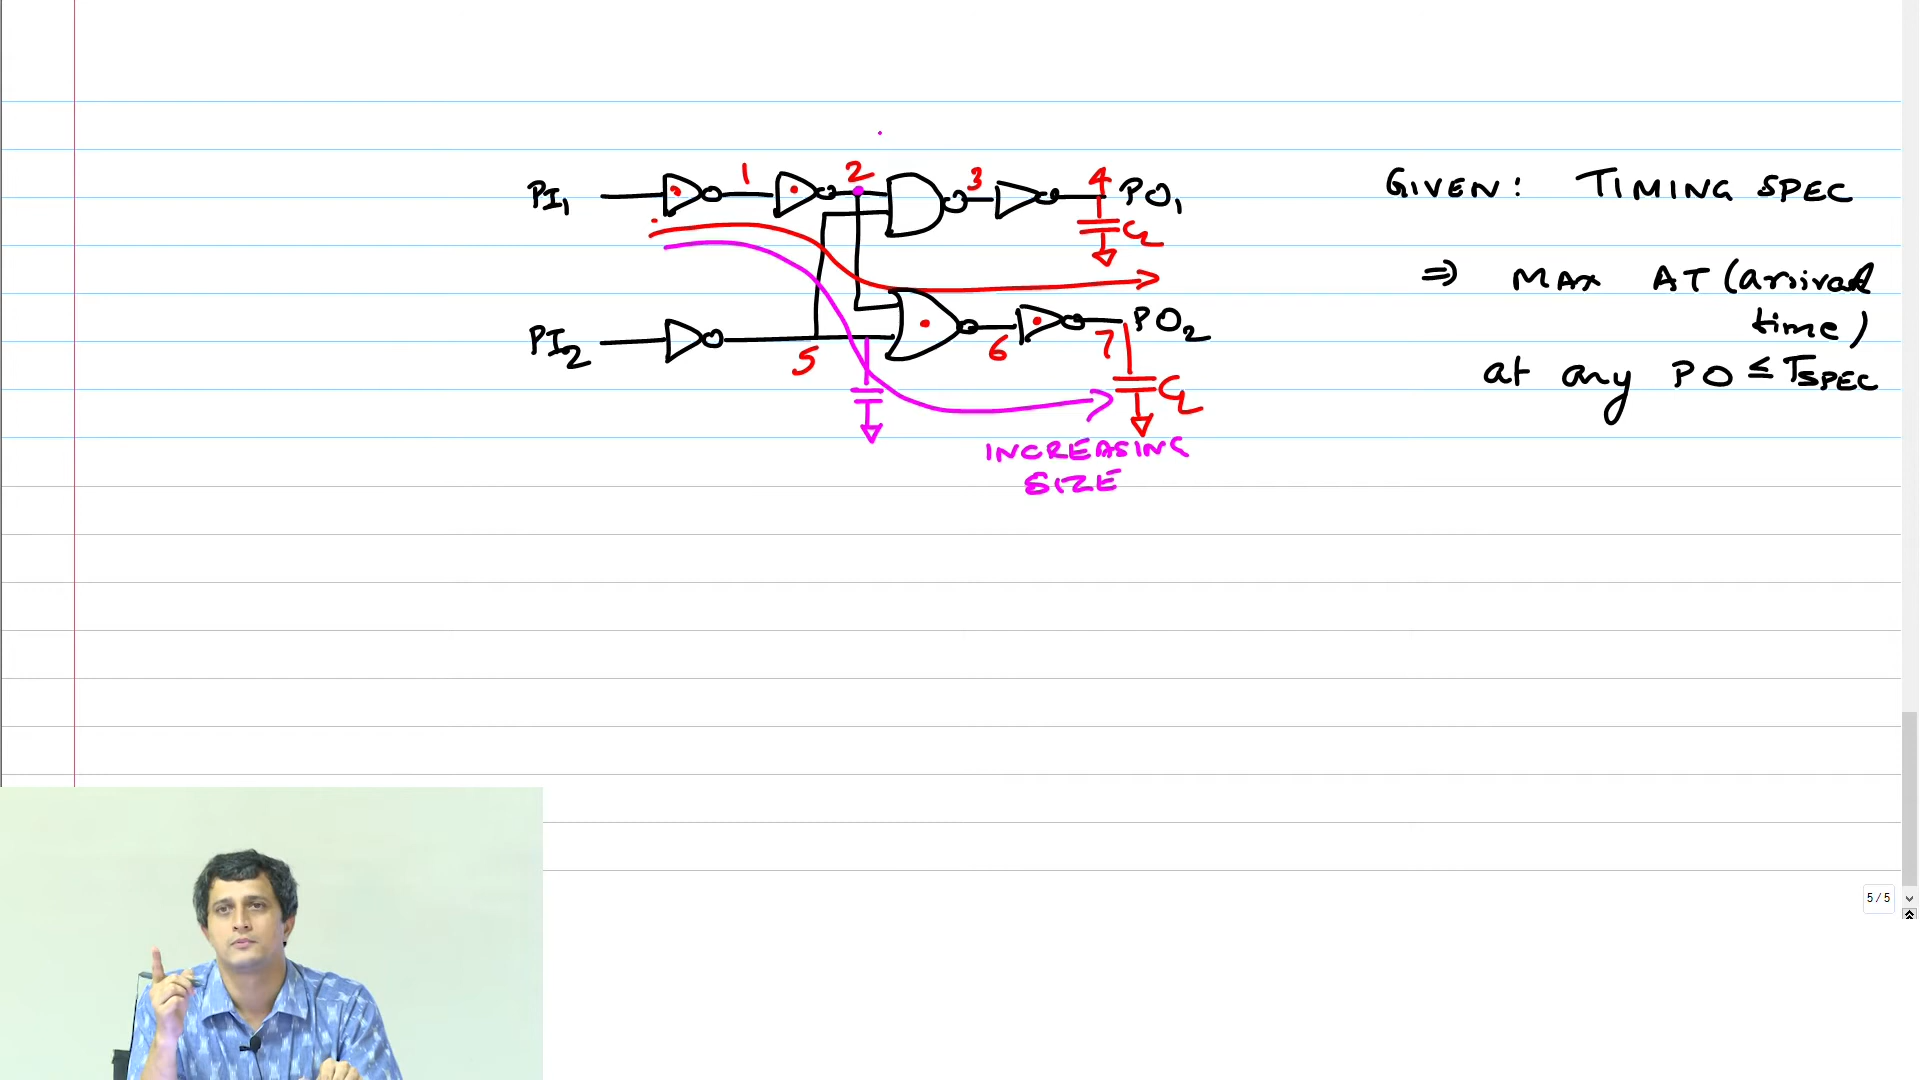 PI1 1 2 3 4 PO1
CL
PI2 5 6 7 PO2
CL
INCREASING
SIZE
GIVEN: TIMING SPEC
⇒ MAX AT (arrival
time)
at any PO ≤ TSPEC
5 / 5